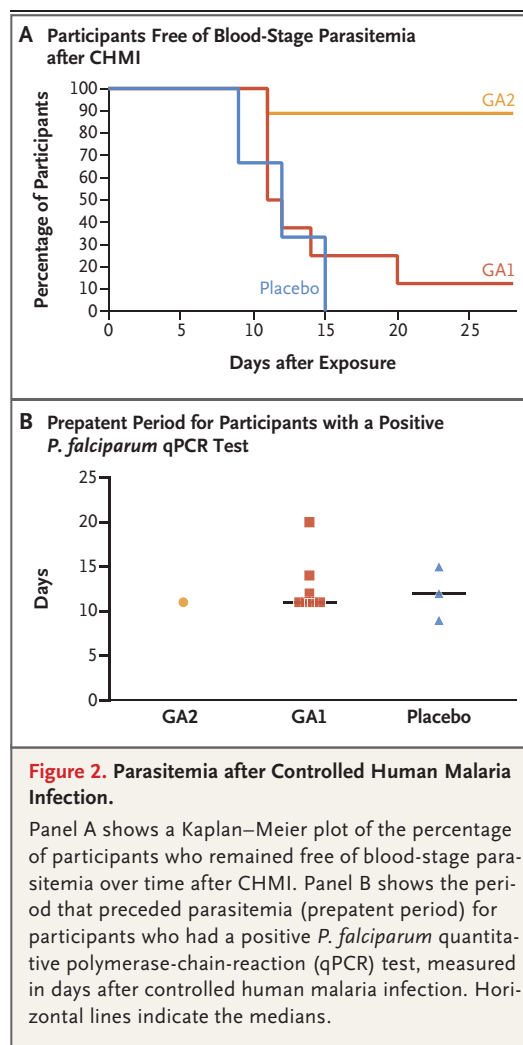 A Participants Free of Blood-Stage Parasitemia
after CHMI
Percentage of Participants
100
90
80
70
60
50
40
30
20
10
0
GA2
GA1
Placebo
0 5 10 15 20 25
Days after Exposure
B Prepatent Period for Participants with a Positive
P. falciparum qPCR Test
Days
25
20
15
10
5
0
GA2 GA1 Placebo
Figure 2. Parasitemia after Controlled Human Malaria
Infection.
Panel A shows a Kaplan–Meier plot of the percentage
of participants who remained free of blood-stage para-
sitemia over time after CHMI. Panel B shows the peri-
od that preceded parasitemia (prepatent period) for
participants who had a positive P. falciparum quantita-
tive polymerase-chain-reaction (qPCR) test, measured
in days after controlled human malaria infection. Hori-
zontal lines indicate the medians.